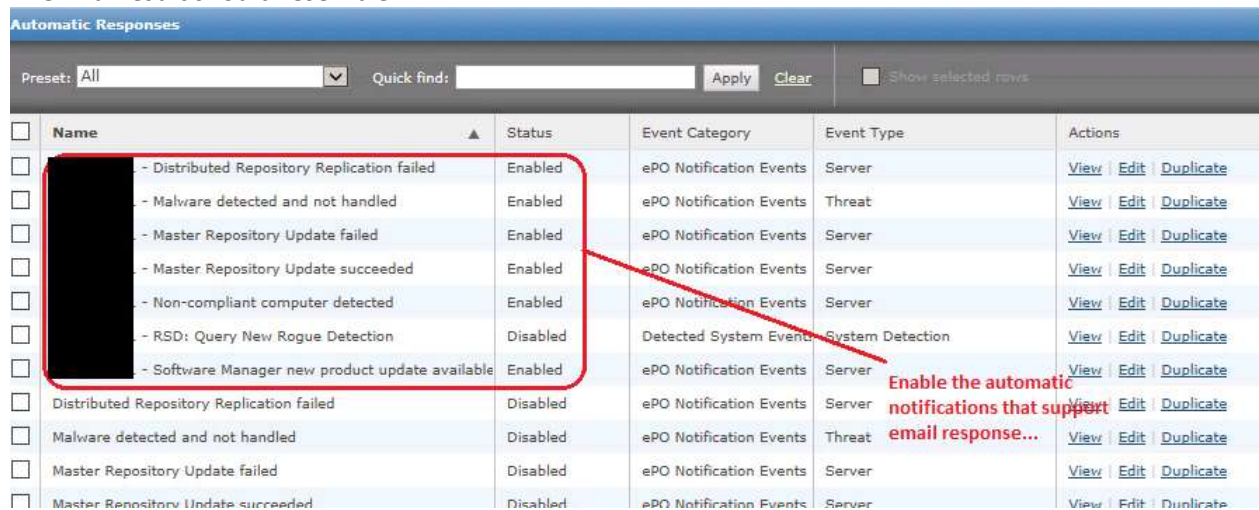 Automatic Responses
Preset: All Quick find: Apply Clear Show selected rows
Name Status Event Category Event Type Actions
- Distributed Repository Replication failed Enabled ePO Notification Events Server View Edit Duplicate
- Malware detected and not handled Enabled ePO Notification Events Threat View Edit Duplicate
- Master Repository Update failed Enabled ePO Notification Events Server View Edit Duplicate
- Master Repository Update succeeded Enabled ePO Notification Events Server View Edit Duplicate
- Non-compliant computer detected Enabled ePO Notification Events Server View Edit Duplicate
- RSD: Query New Rogue Detection Disabled Detected System Event System Detection View Edit Duplicate
- Software Manager new product update available Enabled ePO Notification Events Server View Edit Duplicate
Distributed Repository Replication failed Disabled ePO Notification Events Server View Edit Duplicate
Malware detected and not handled Disabled ePO Notification Events Threat View Edit Duplicate
Master Repository Update failed Disabled ePO Notification Events Server View Edit Duplicate
Master Repository Update succeeded Disabled ePO Notification Events Server View Edit Duplicate
Enable the automatic
notifications that support
email response...